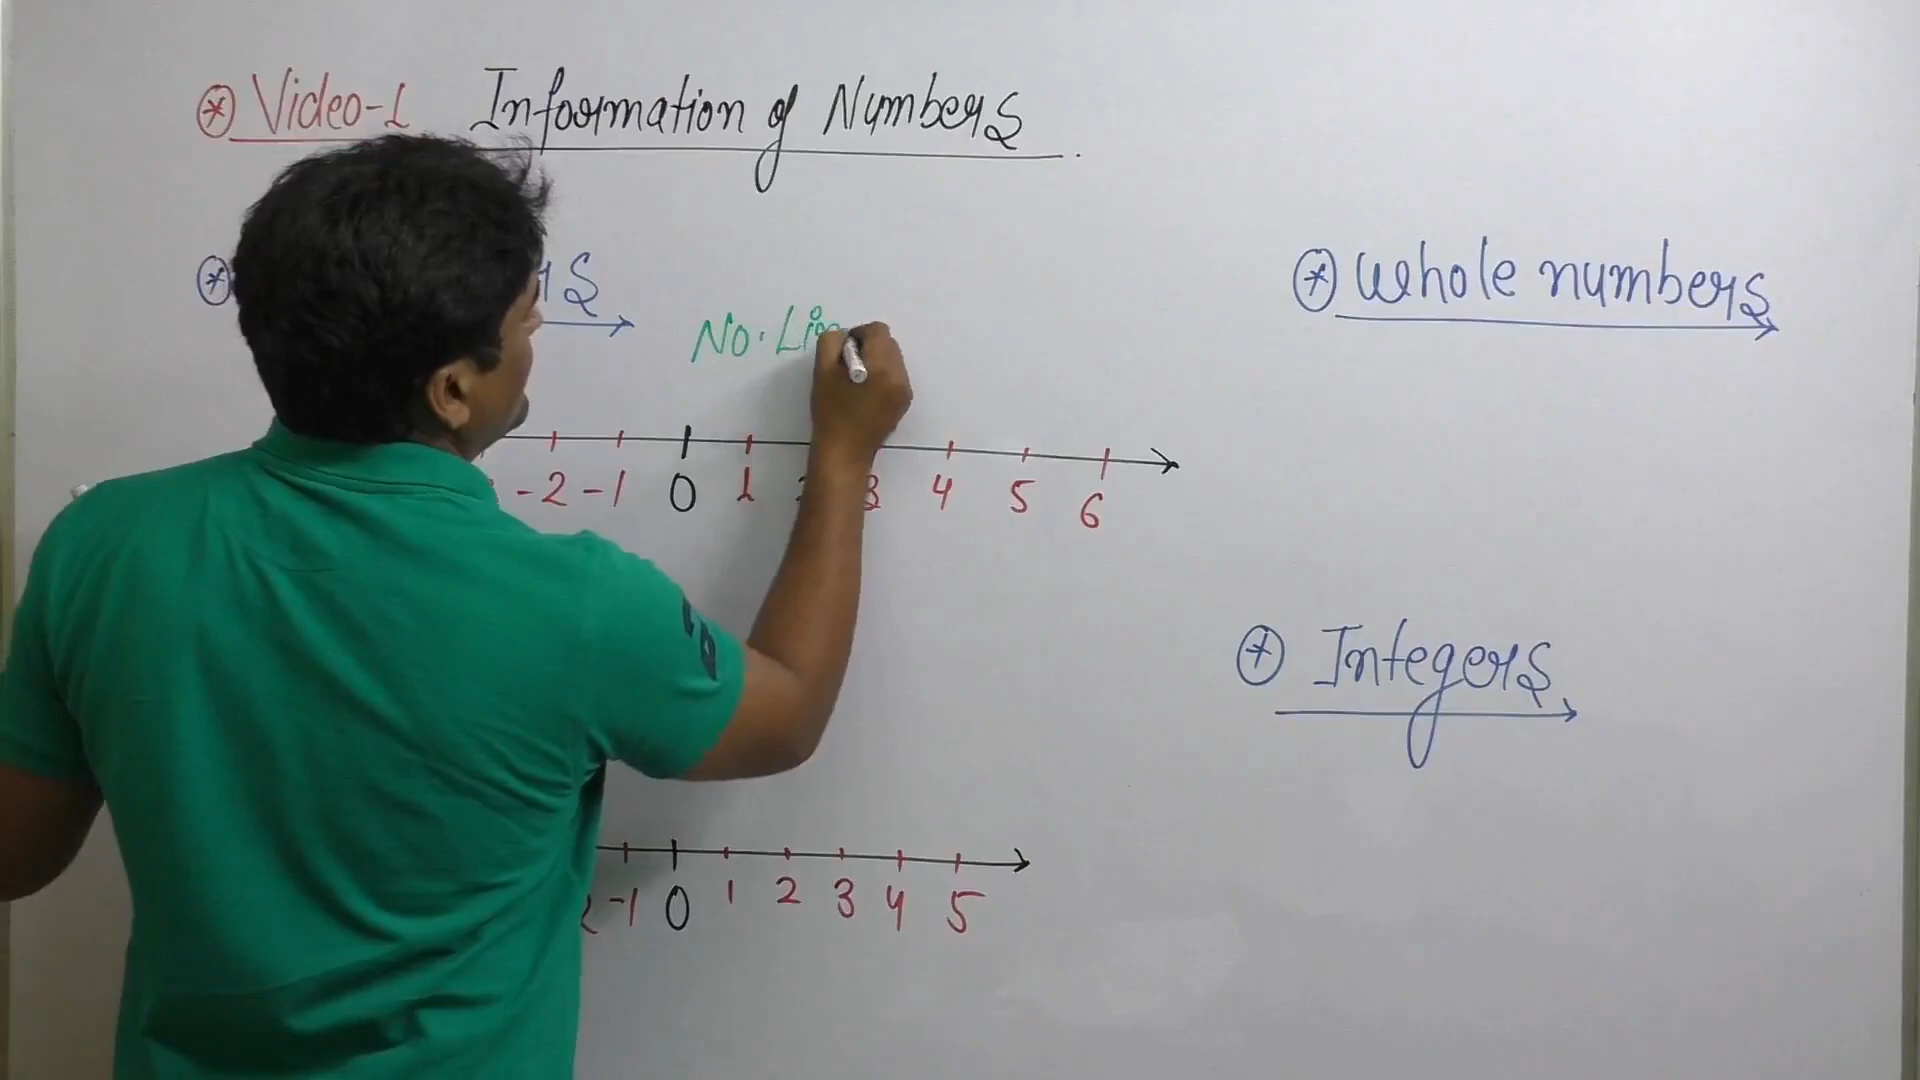 Video-1 Information of Numbers
Whole numbers
No. Lin
-2 -1 0 1 3 4 5 6
Integers
-1 0 1 2 3 4 5